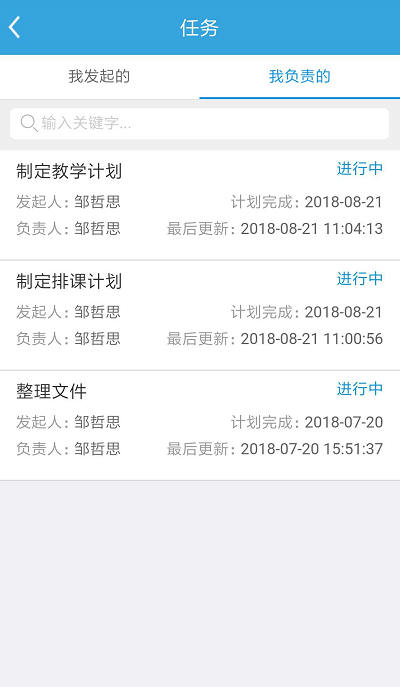 任务
我发起的 我负责的
输入关键字...
制定教学计划 进行中
发起人: 邹哲思 计划完成: 2018-08-21
负责人: 邹哲思 最后更新: 2018-08-21 11:04:13
制定排课计划 进行中
发起人: 邹哲思 计划完成: 2018-08-21
负责人: 邹哲思 最后更新: 2018-08-21 11:00:56
整理文件 进行中
发起人: 邹哲思 计划完成: 2018-07-20
负责人: 邹哲思 最后更新: 2018-07-20 15:51:37